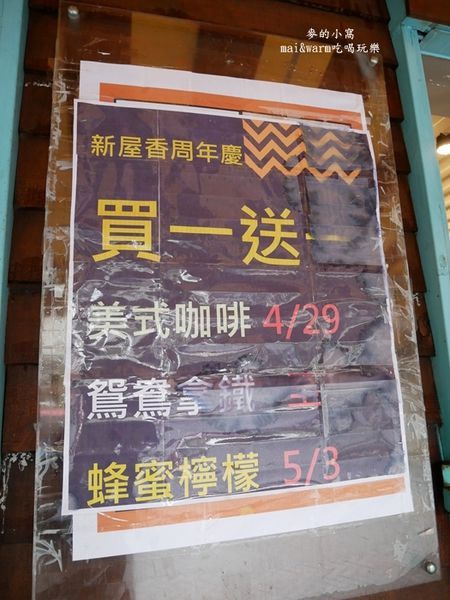 麥的小窩
mai&warm吃喝玩樂
新屋香周年慶
買一送一
美式咖啡 4/29
鴛鴦拿鐵
蜂蜜檸檬 5/3